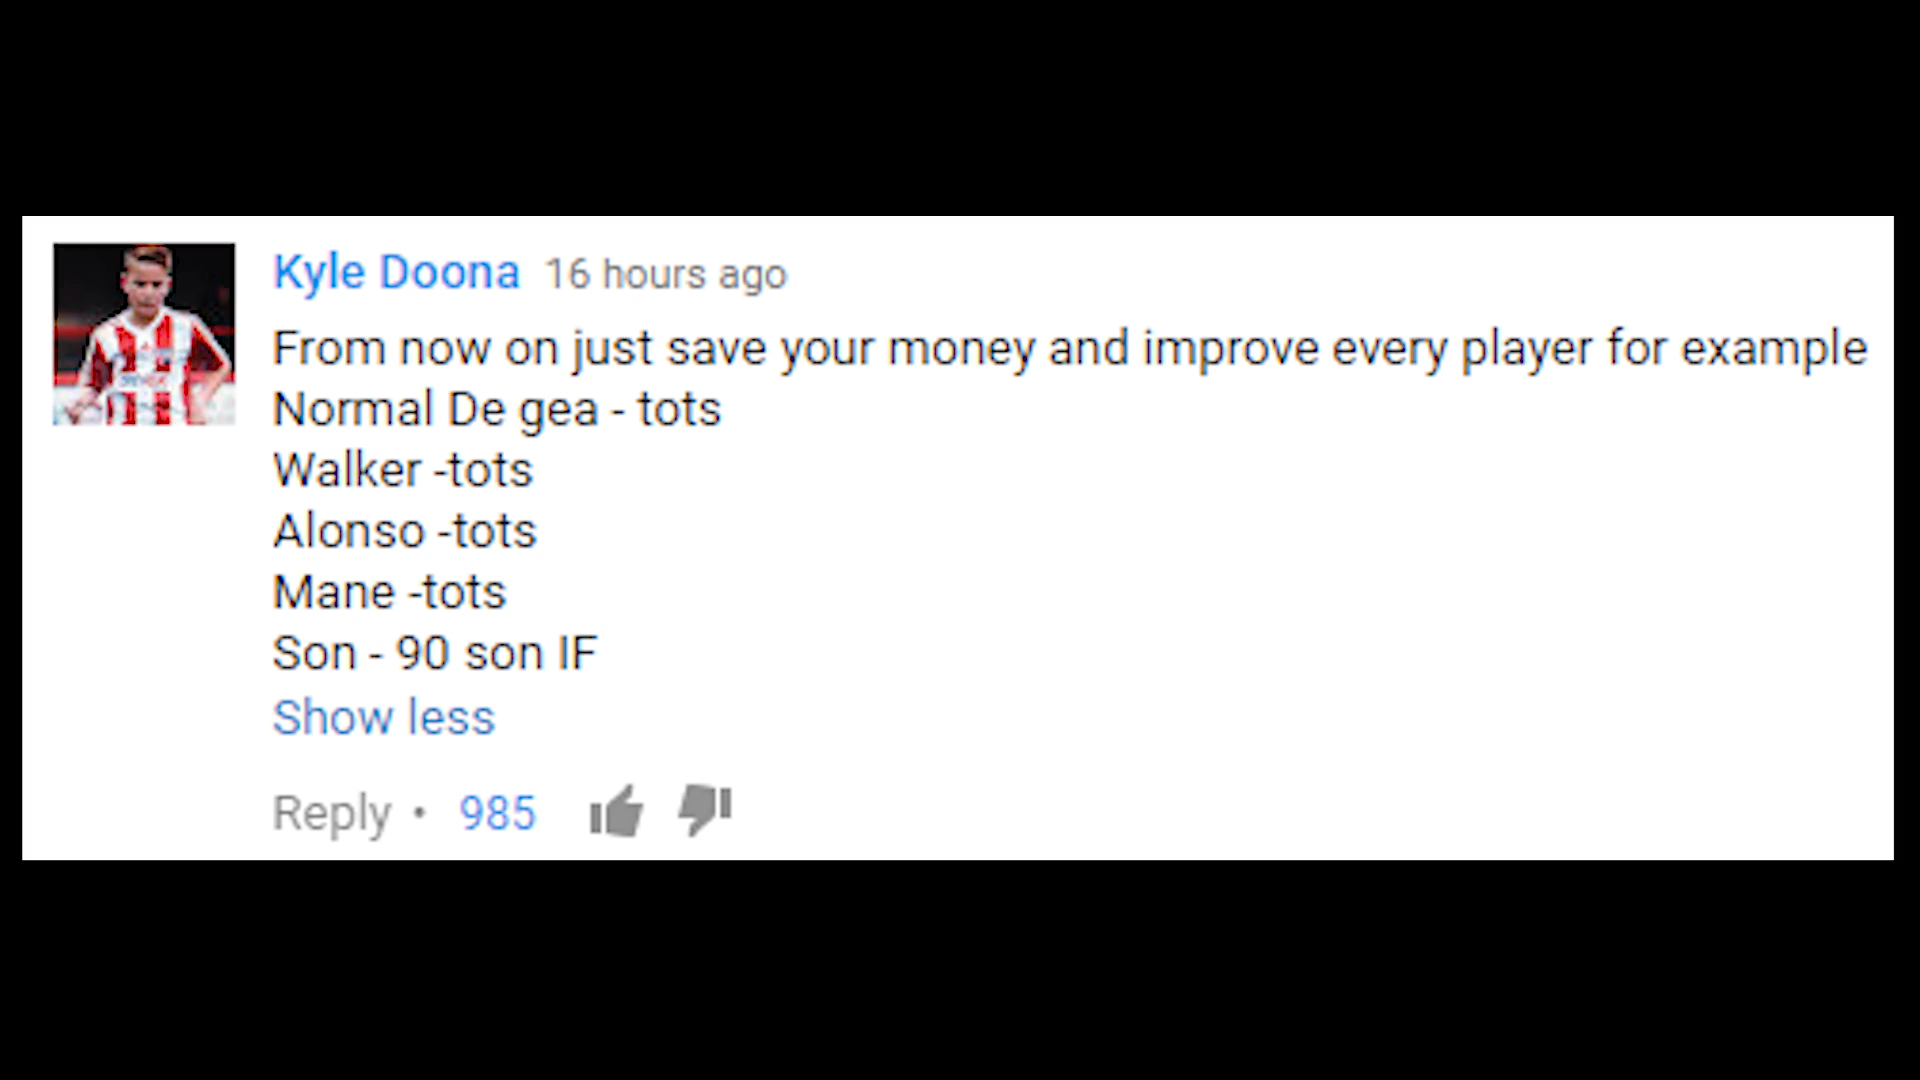 Kyle Doona 16 hours ago
From now on just save your money and improve every player for example
Normal De gea - tots
Walker -tots
Alonso -tots
Mane -tots
Son - 90 son IF
Show less
Reply • 985